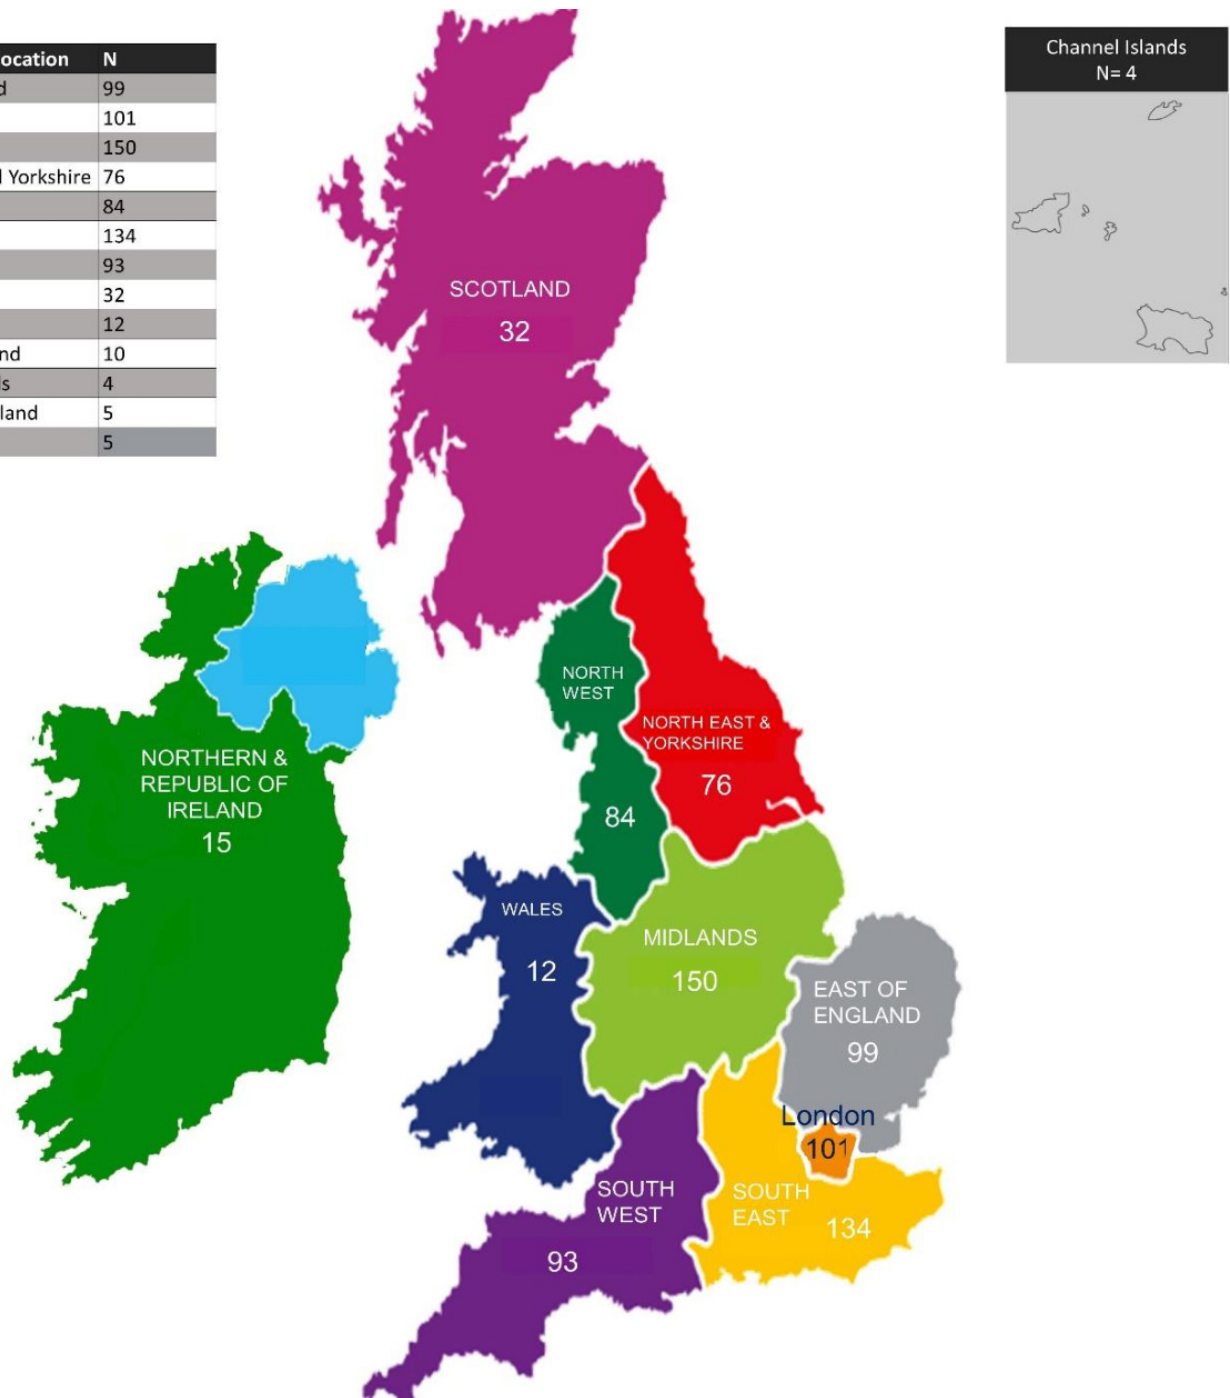 ocation N
d 99
101
150
l Yorkshire 76
84
134
93
32
12
nd 10
ls 4
land 5
5
Channel Islands
N= 4
SCOTLAND
32
NORTH
WEST
84
NORTH EAST &
YORKSHIRE
76
NORTHERN &
REPUBLIC OF
IRELAND
15
WALES
12
MIDLANDS
150
EAST OF
ENGLAND
99
London
101
SOUTH
WEST
93
SOUTH
EAST
134